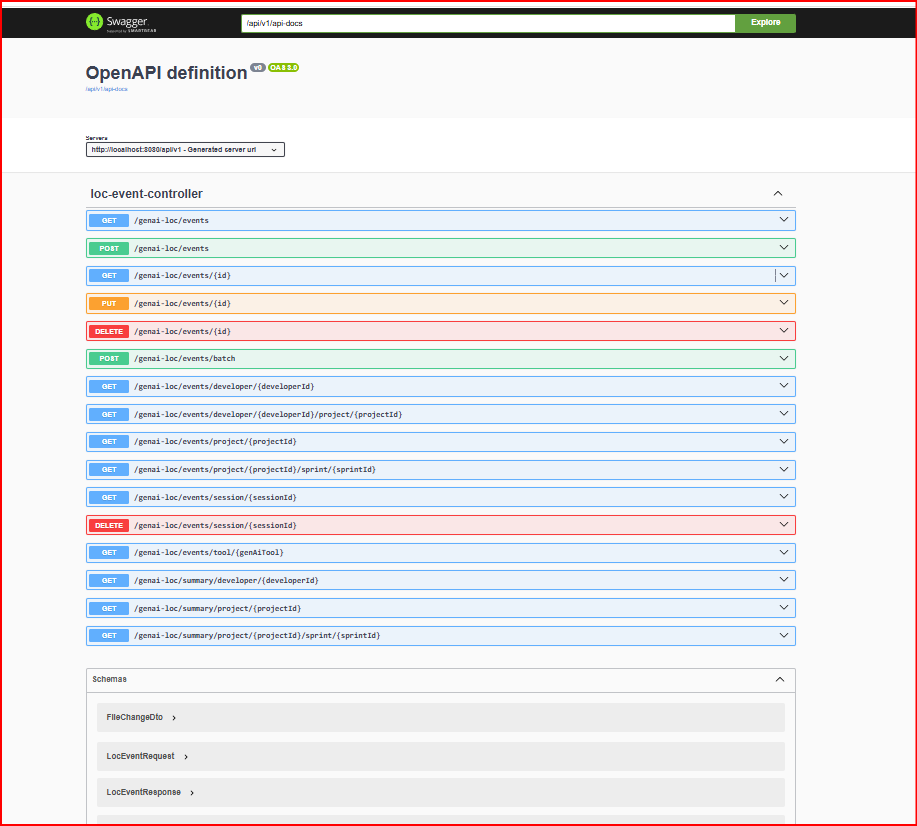 Swagger
Supported by SMARTBEAR
/api/v1/api-docs
Explore
OpenAPI definition v0 OAS 3.0
/api/v1/api-docs
Servers
http://localhost:8080/api/v1 - Generated server url
loc-event-controller
GET /genai-loc/events
POST /genai-loc/events
GET /genai-loc/events/{id}
PUT /genai-loc/events/{id}
DELETE /genai-loc/events/{id}
POST /genai-loc/events/batch
GET /genai-loc/events/developer/{developerId}
GET /genai-loc/events/developer/{developerId}/project/{projectId}
GET /genai-loc/events/project/{projectId}
GET /genai-loc/events/project/{projectId}/sprint/{sprintId}
GET /genai-loc/events/session/{sessionId}
DELETE /genai-loc/events/session/{sessionId}
GET /genai-loc/events/tool/{genAiTool}
GET /genai-loc/summary/developer/{developerId}
GET /genai-loc/summary/project/{projectId}
GET /genai-loc/summary/project/{projectId}/sprint/{sprintId}
Schemas
FileChangeDto
LocEventRequest
LocEventResponse